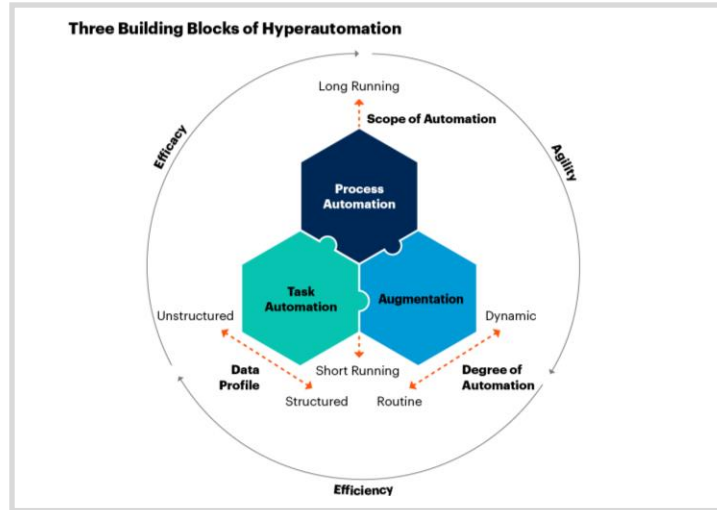 Three Building Blocks of Hyperautomation
Long Running
Scope of Automation
Efficacy
Agility
Process
Automation
Task
Automation
Augmentation
Unstructured
Dynamic
Data
Profile
Short Running
Degree of
Automation
Structured
Routine
Efficiency